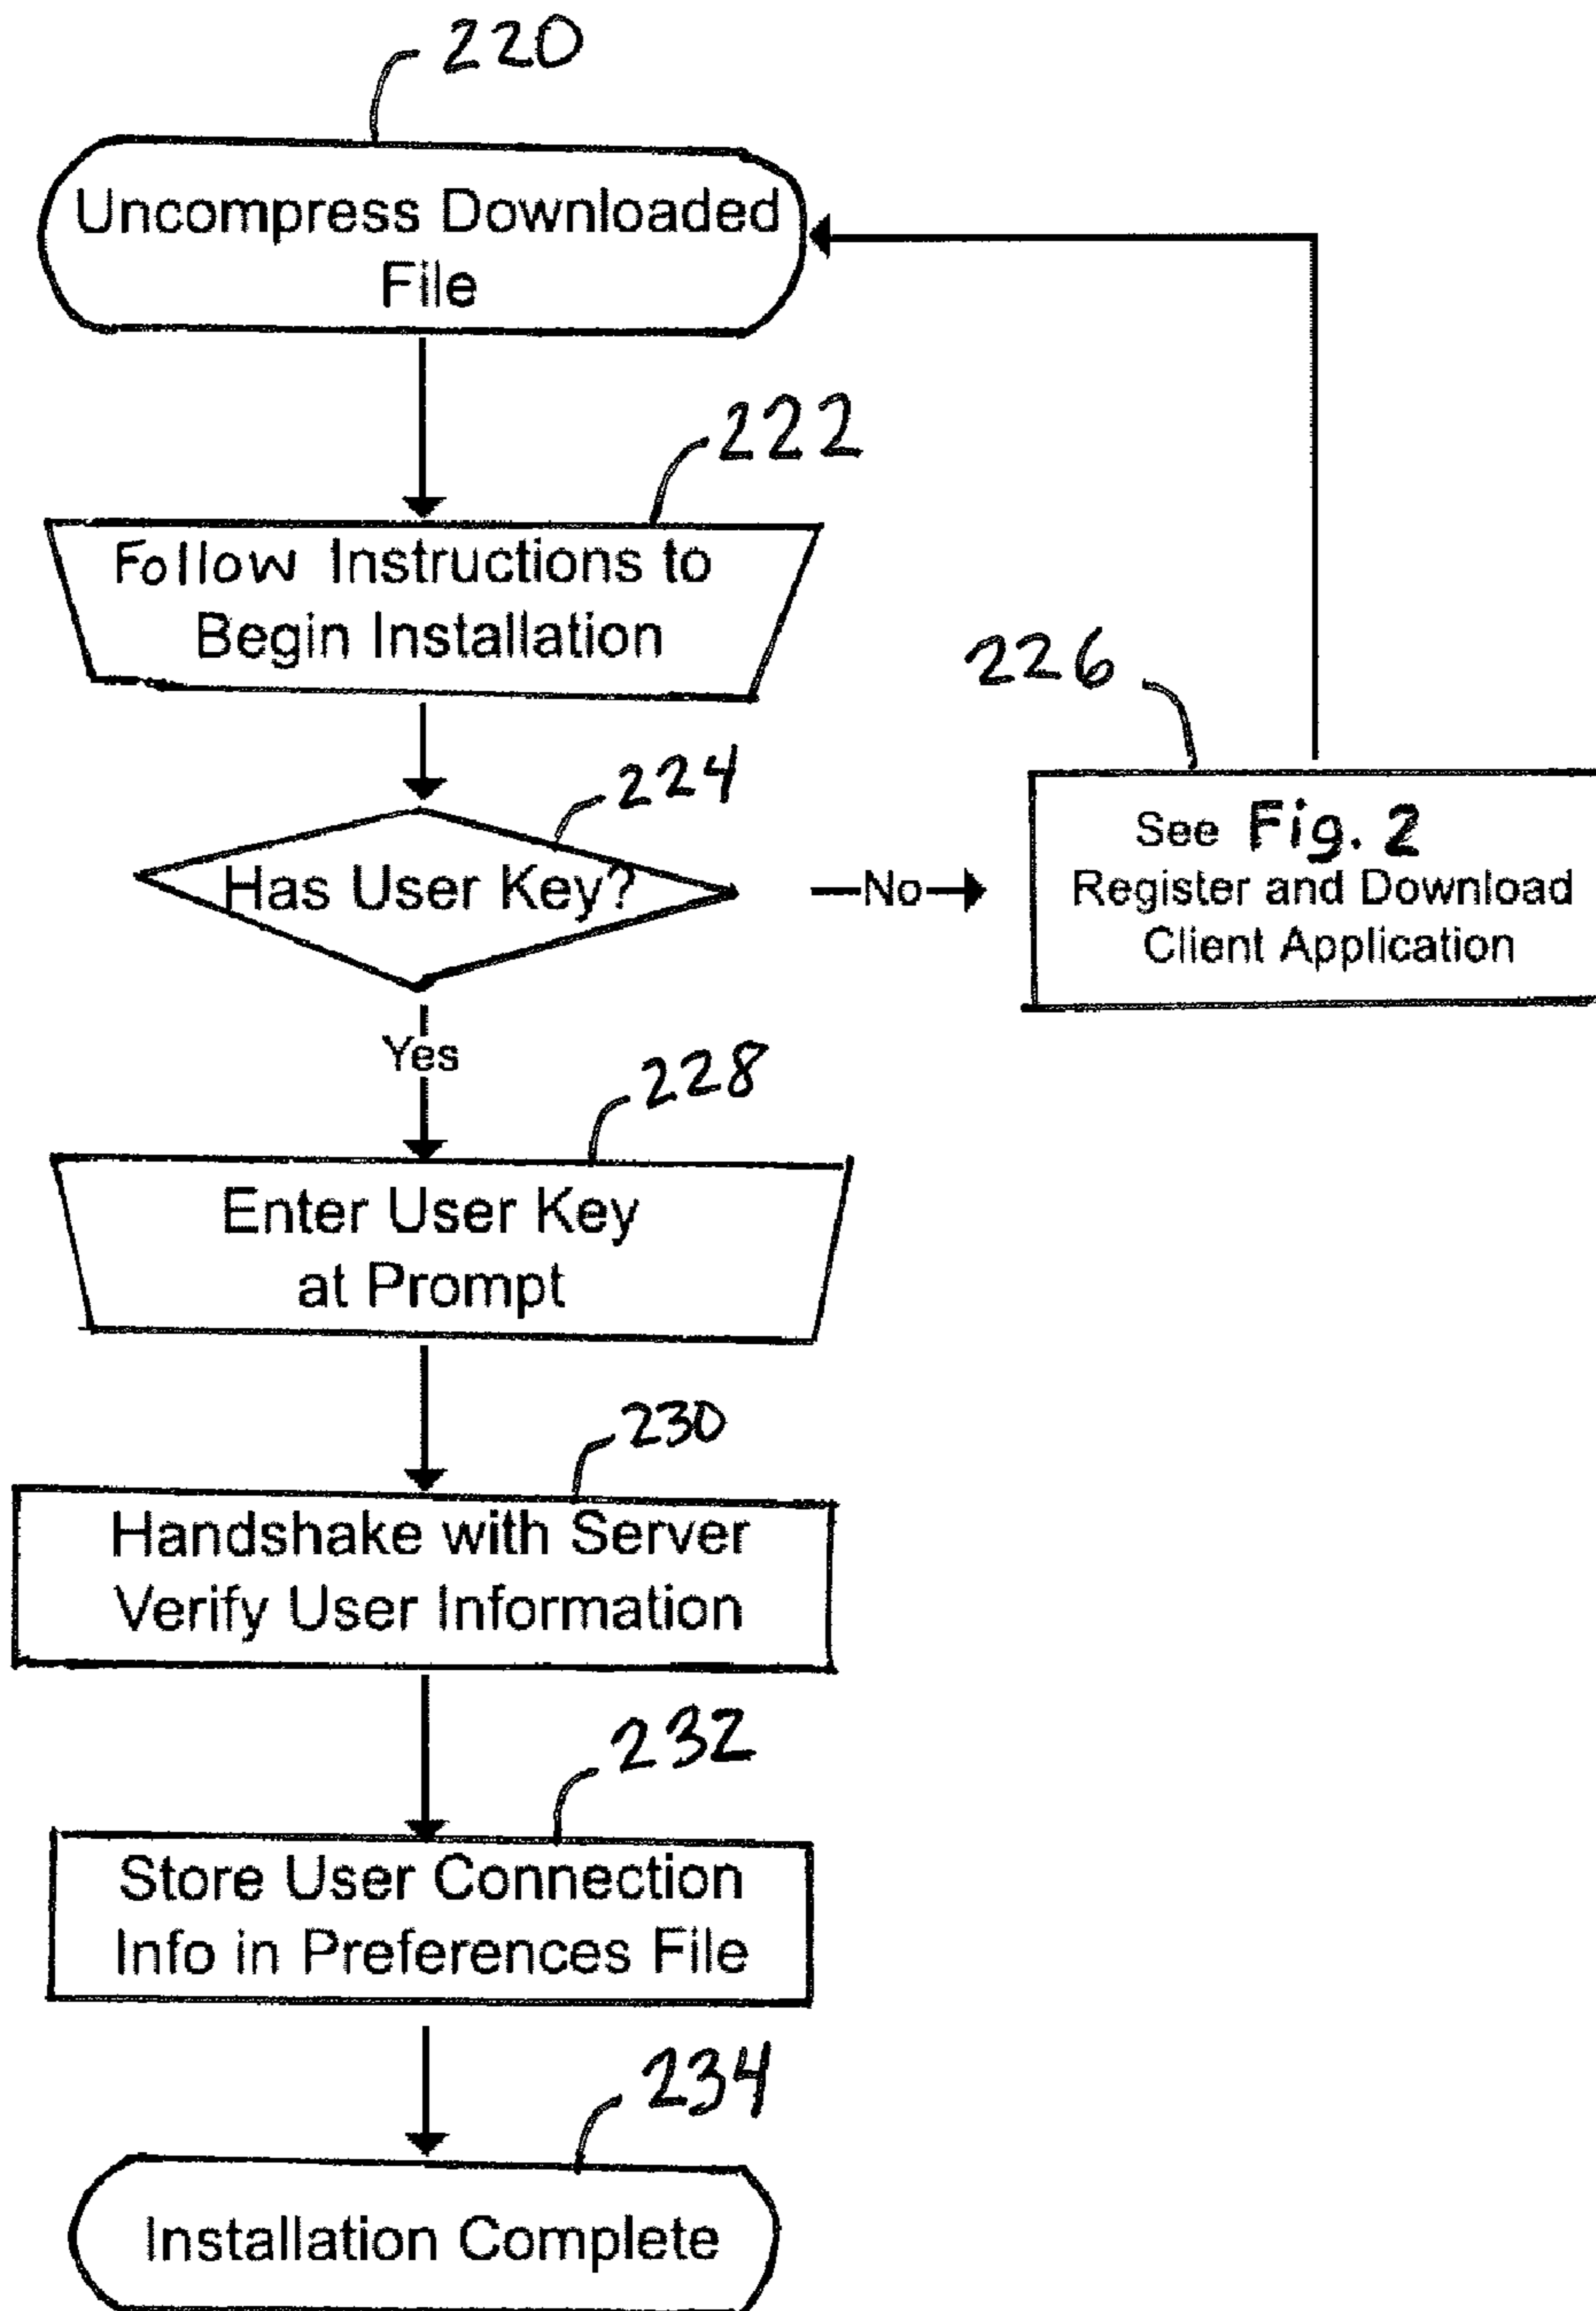 220
Uncompress Downloaded
File
222
Follow Instructions to
Begin Installation
226
224
Has User Key?
No
See Fig. 2
Register and Download
Client Application
Yes
228
Enter User Key
at Prompt
230
Handshake with Server
Verify User Information
232
Store User Connection
Info in Preferences File
234
Installation Complete